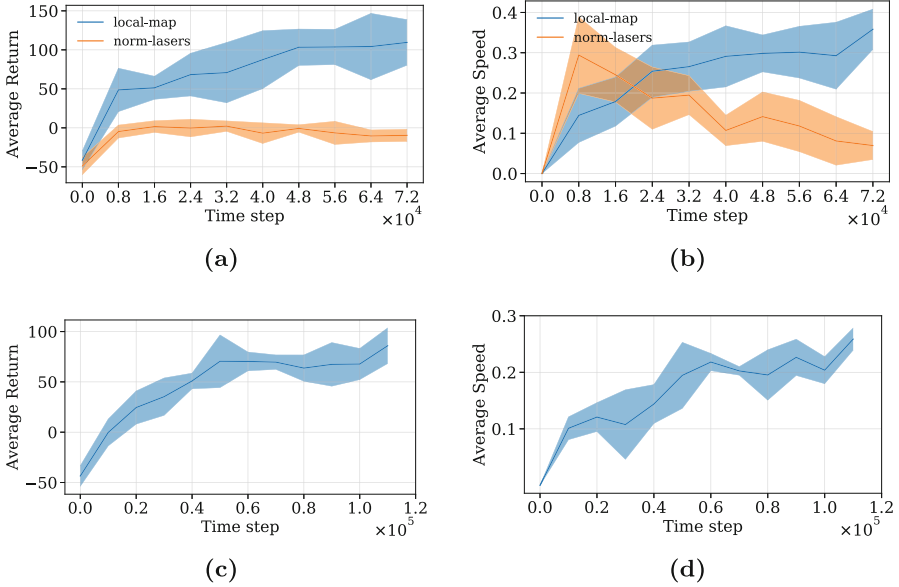 150
100
50
0
−50
Average Return
local-map
norm-lasers
0.0 0.8 1.6 2.4 3.2 4.0 4.8 5.6 6.4 7.2
Time step
×10⁴
(a)
0.4
0.3
0.2
0.1
0.0
Average Speed
local-map
norm-lasers
0.0 0.8 1.6 2.4 3.2 4.0 4.8 5.6 6.4 7.2
Time step
×10⁴
(b)
100
50
0
−50
Average Return
0.0 0.2 0.4 0.6 0.8 1.0 1.2
Time step
×10⁵
(c)
0.3
0.2
0.1
Average Speed
0.0 0.2 0.4 0.6 0.8 1.0 1.2
Time step
×10⁵
(d)